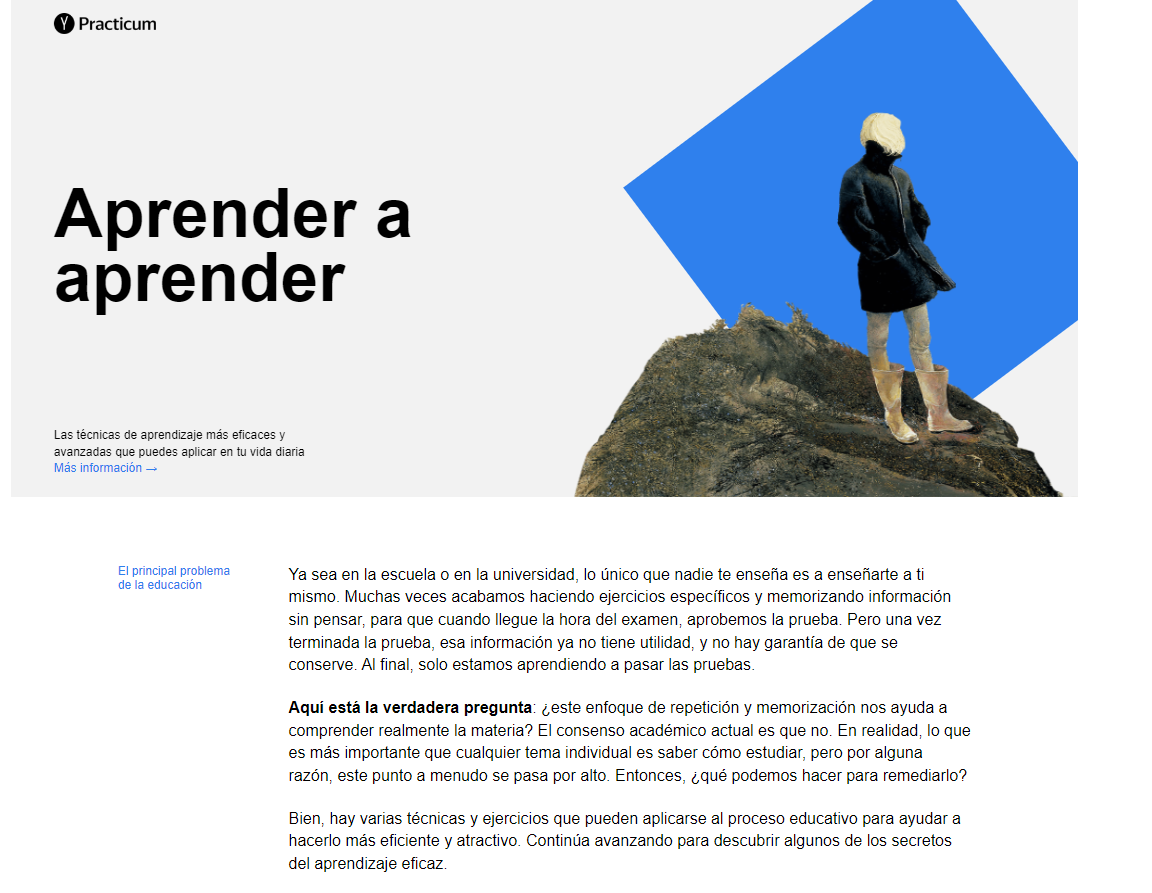 Practicum
Aprender a
aprender
Las técnicas de aprendizaje más eficaces y
avanzadas que puedes aplicar en tu vida diaria
Más información →
El principal problema
de la educación
Ya sea en la escuela o en la universidad, lo único que nadie te enseña es a enseñarte a ti
mismo. Muchas veces acabamos haciendo ejercicios específicos y memorizando información
sin pensar, para que cuando llegue la hora del examen, aprobemos la prueba. Pero una vez
terminada la prueba, esa información ya no tiene utilidad, y no hay garantía de que se
conserve. Al final, solo estamos aprendiendo a pasar las pruebas.
Aquí está la verdadera pregunta: ¿este enfoque de repetición y memorización nos ayuda a
comprender realmente la materia? El consenso académico actual es que no. En realidad, lo que
es más importante que cualquier tema individual es saber cómo estudiar, pero por alguna
razón, este punto a menudo se pasa por alto. Entonces, ¿qué podemos hacer para remediarlo?
Bien, hay varias técnicas y ejercicios que pueden aplicarse al proceso educativo para ayudar a
hacerlo más eficiente y atractivo. Continúa avanzando para descubrir algunos de los secretos
del aprendizaje eficaz.